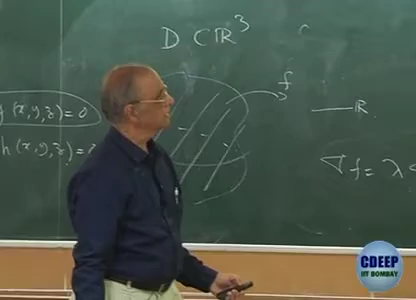 D ⊂ ℝ³
f
(x,y,z)=0
ℝ
h(x,y,z)=
∇f = λ
CDEEP
IIT BOMBAY